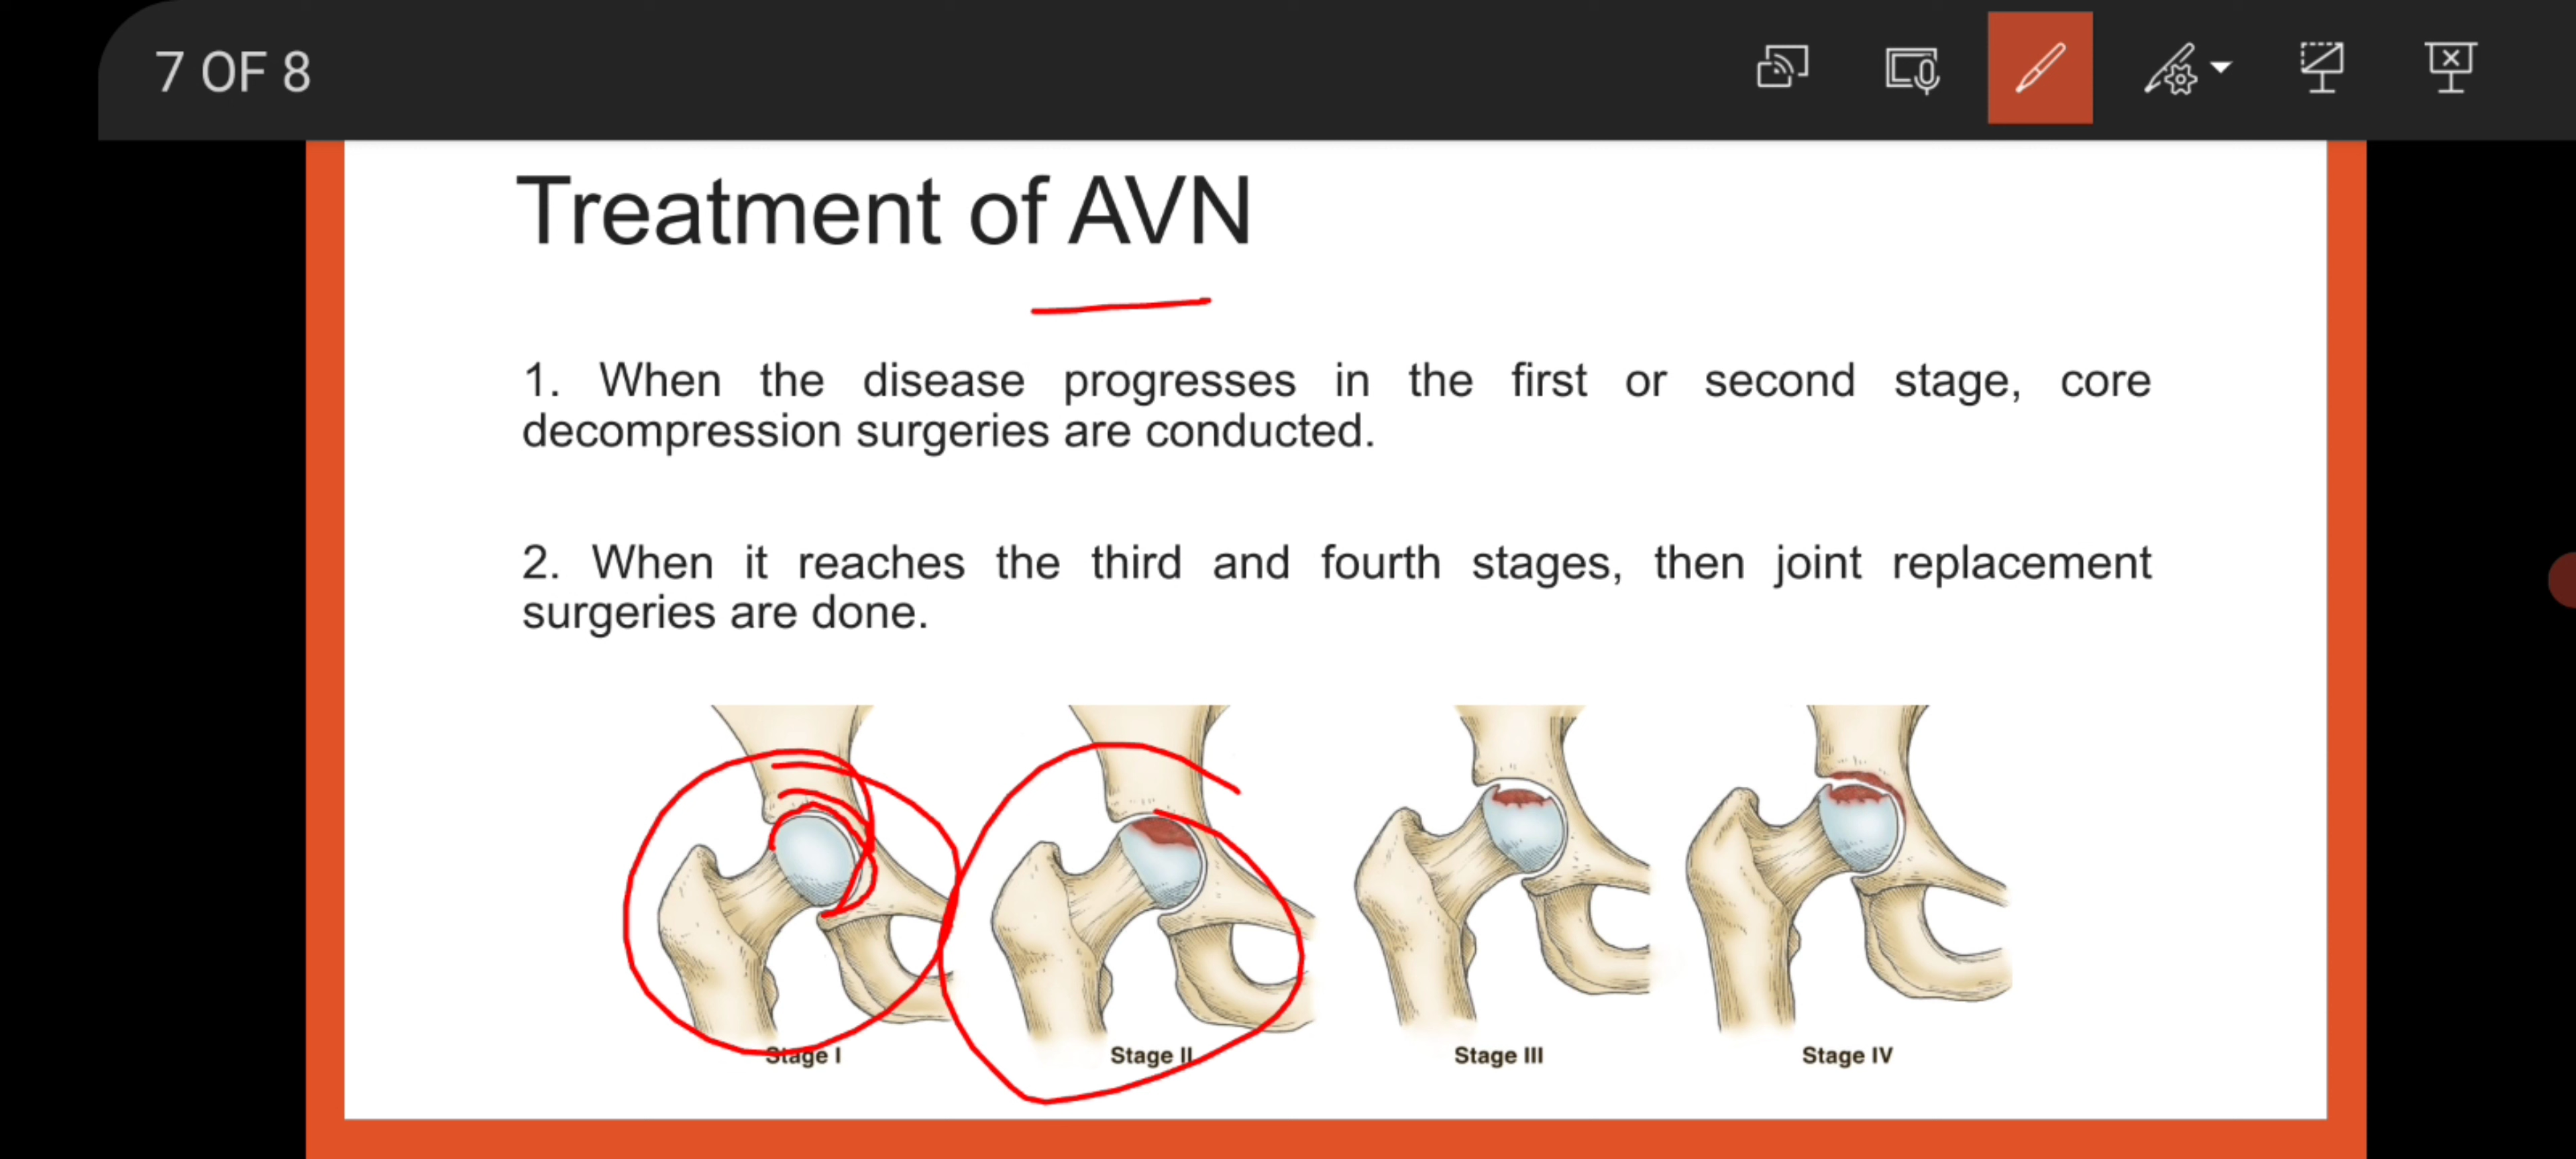 7 OF 8
Treatment of AVN
1. When the disease progresses in the first or second stage, core
decompression surgeries are conducted.
2. When it reaches the third and fourth stages, then joint replacement
surgeries are done.
Stage I
Stage II
Stage III
Stage IV